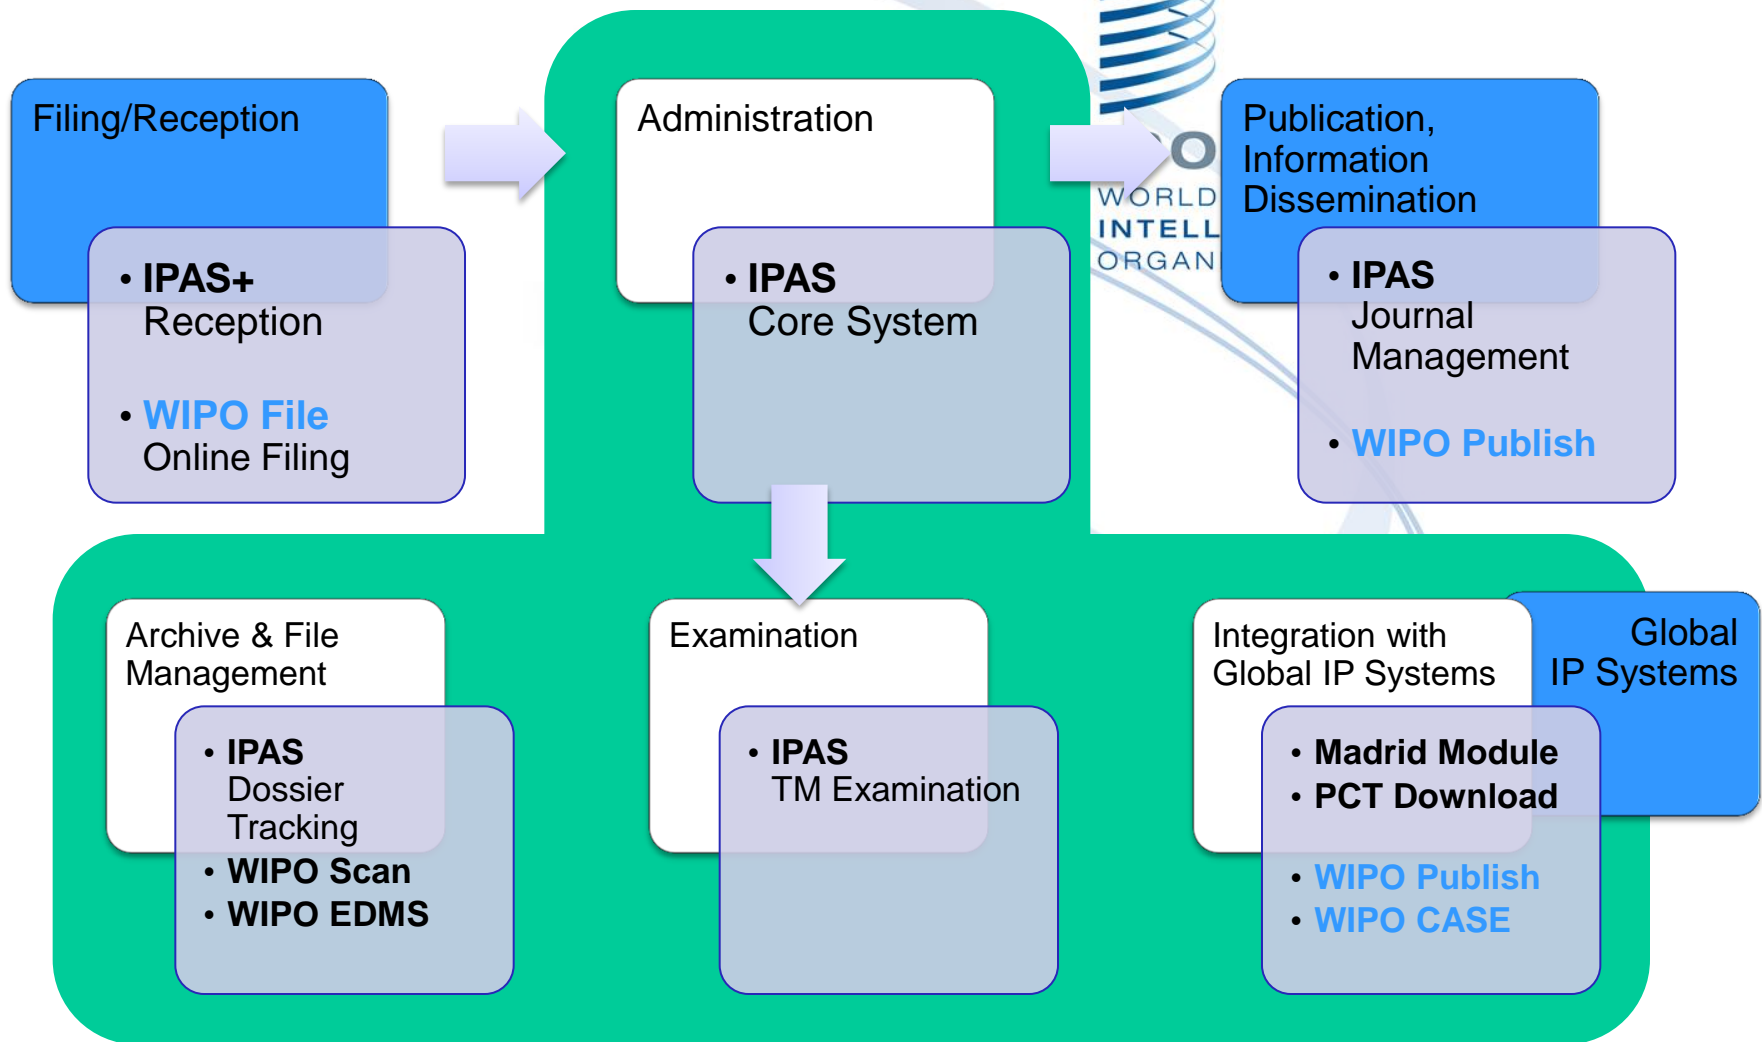 Filing/Reception
• IPAS+
Reception
• WIPO File
Online Filing
Administration
• IPAS
Core System
WORLD
INTELL
ORGAN
Publication,
Information
Dissemination
• IPAS
Journal
Management
• WIPO Publish
Archive & File
Management
• IPAS
Dossier
Tracking
• WIPO Scan
• WIPO EDMS
Examination
• IPAS
TM Examination
Integration with
Global IP Systems
Global
IP Systems
• Madrid Module
• PCT Download
• WIPO Publish
• WIPO CASE